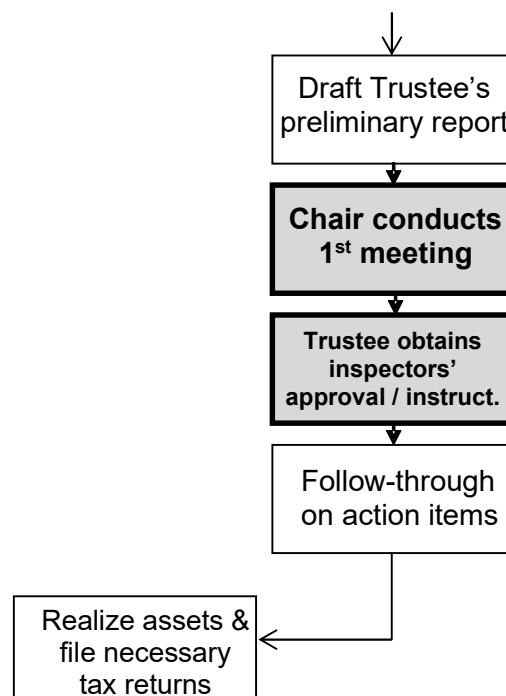 Draft Trustee’s
preliminary report
Chair conducts
1st meeting
Trustee obtains
inspectors’
approval / instruct.
Follow-through
on action items
Realize assets &
file necessary
tax returns